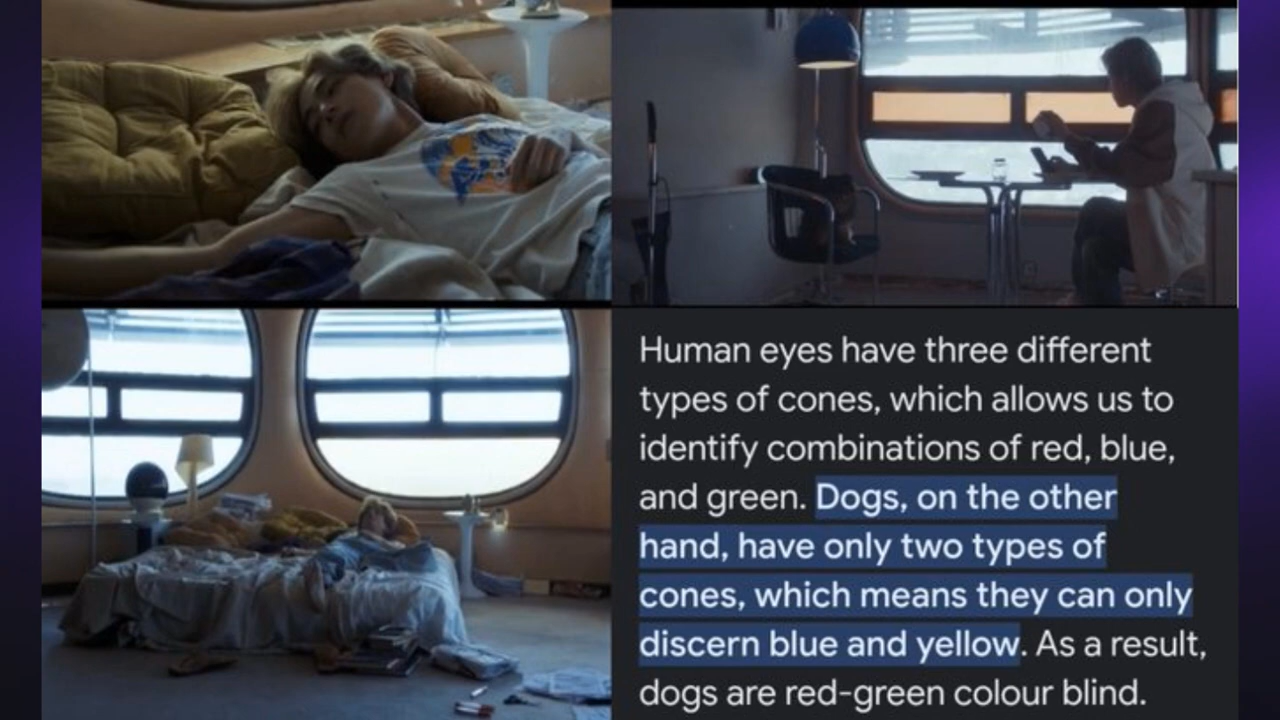 Human eyes have three different
types of cones, which allows us to
identify combinations of red, blue,
and green. Dogs, on the other
hand, have only two types of
cones, which means they can only
discern blue and yellow. As a result,
dogs are red-green colour blind.